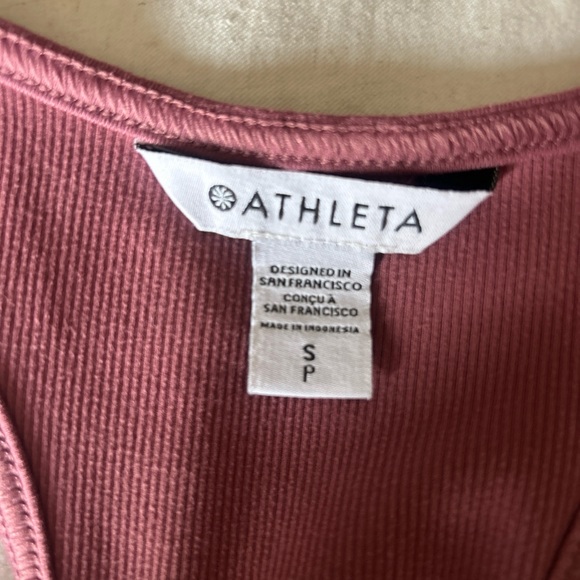 ATHLETA
DESIGNED IN
SAN FRANCISCO
CONÇU À
SAN FRANCISCO
MADE IN INDONESIA
S
P